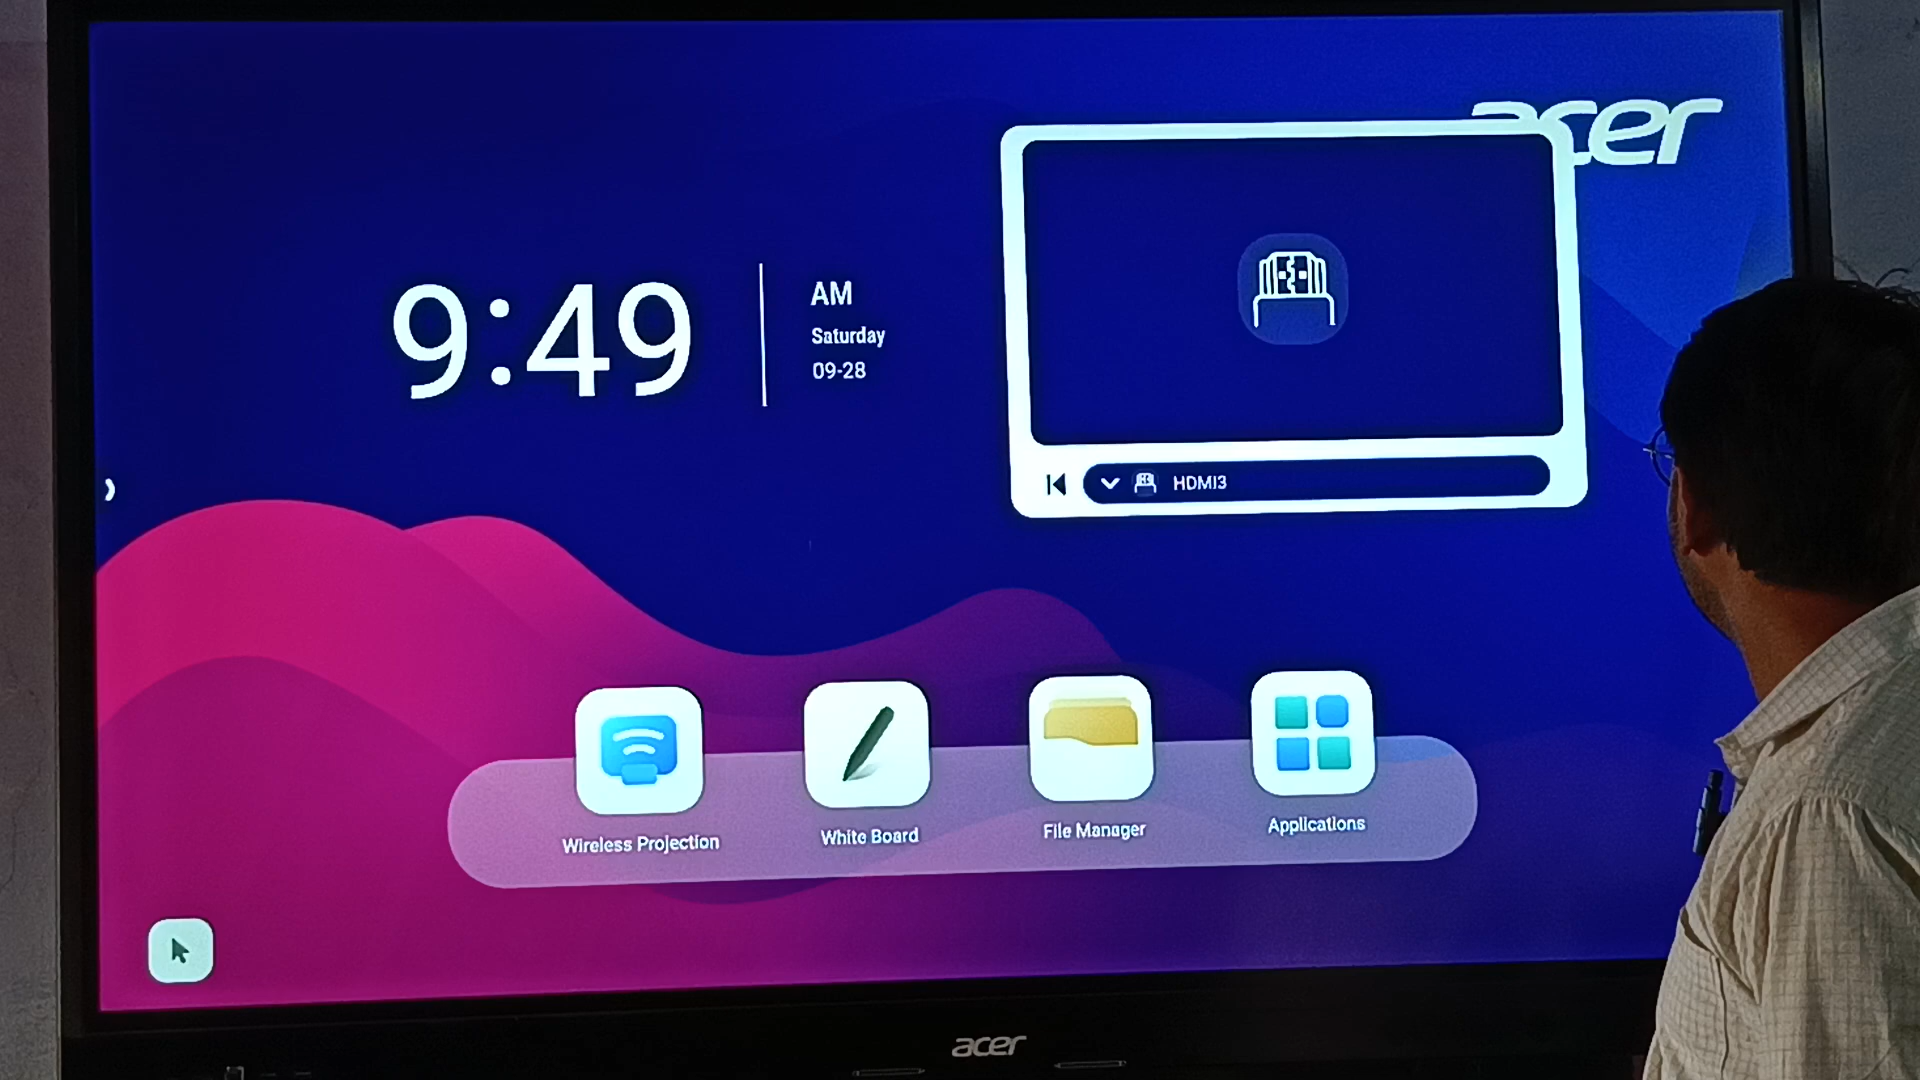 acer
9:49
AM
Saturday
09-28
HDMI3
Wireless Projection
White Board
File Manager
Applications
acer